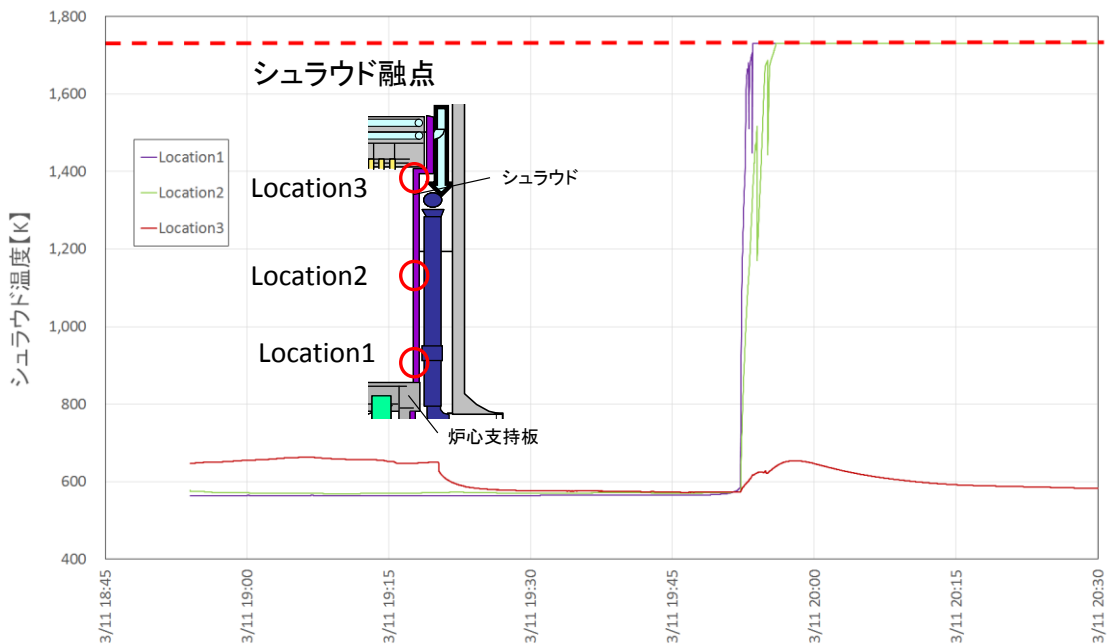 1,800
1,600
1,400
1,200
1,000
800
600
400
シュラウド温度【K】
シュラウド融点
Location1
Location2
Location3
Location3
シュラウド
Location2
Location1
炉心支持板
3/11 18:45
3/11 19:00
3/11 19:15
3/11 19:30
3/11 19:45
3/11 20:00
3/11 20:15
3/11 20:30